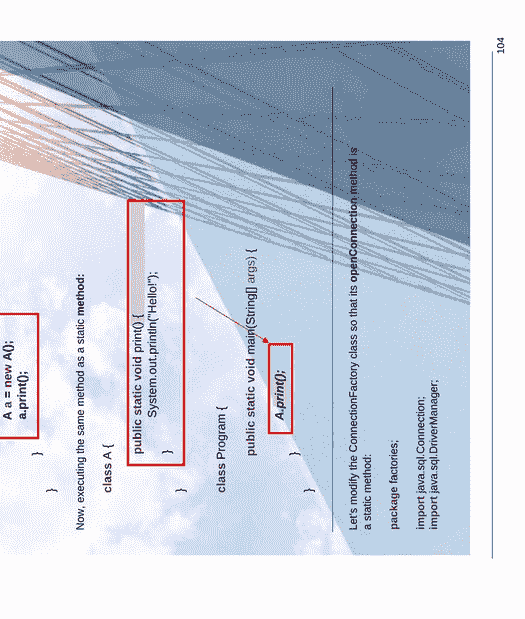 A a = new A();
a.print();
}
}
Now, executing the same method as a static method:
class A {
public static void print() {
System.out.println("Hello!");
}
}
class Program {
public static void main(String[] args) {
A.print();
}
}
Let's modify the ConnectionFactory class so that its openConnection method is
a static method:
package factories;
import java.sql.Connection;
import java.sql.DriverManager;
104